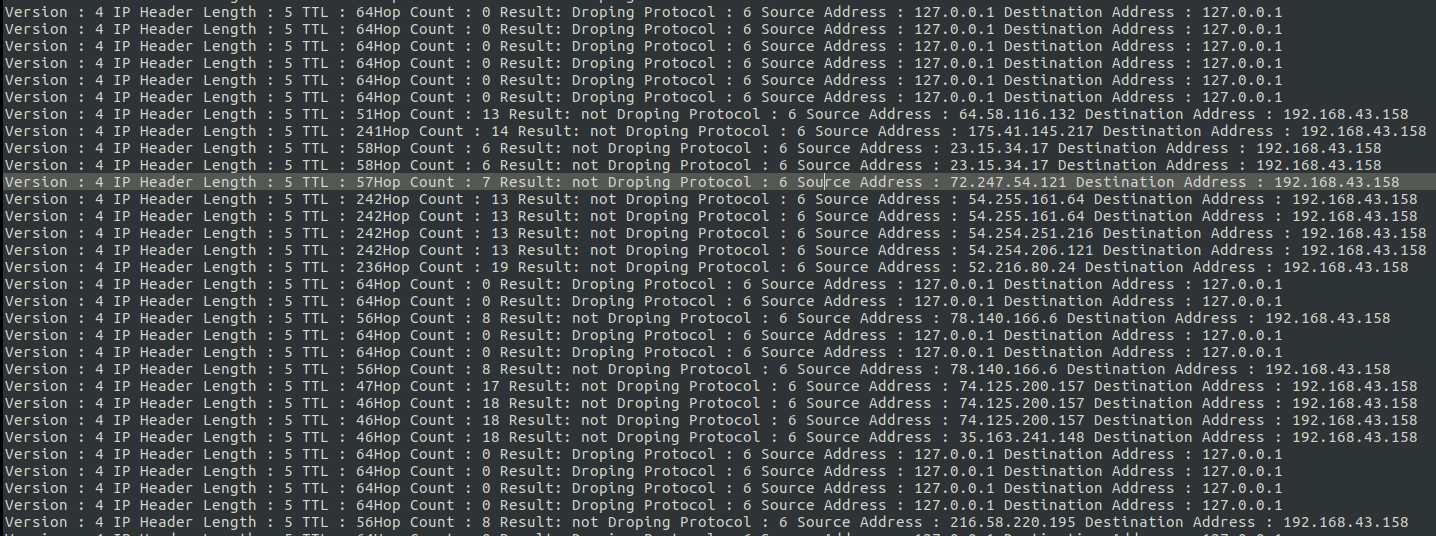 Version : 4 IP Header Length : 5 TTL : 64Hop Count : 0 Result: Droping Protocol : 6 Source Address : 127.0.0.1 Destination Address : 127.0.0.1
Version : 4 IP Header Length : 5 TTL : 64Hop Count : 0 Result: Droping Protocol : 6 Source Address : 127.0.0.1 Destination Address : 127.0.0.1
Version : 4 IP Header Length : 5 TTL : 64Hop Count : 0 Result: Droping Protocol : 6 Source Address : 127.0.0.1 Destination Address : 127.0.0.1
Version : 4 IP Header Length : 5 TTL : 64Hop Count : 0 Result: Droping Protocol : 6 Source Address : 127.0.0.1 Destination Address : 127.0.0.1
Version : 4 IP Header Length : 5 TTL : 64Hop Count : 0 Result: Droping Protocol : 6 Source Address : 127.0.0.1 Destination Address : 127.0.0.1
Version : 4 IP Header Length : 5 TTL : 64Hop Count : 0 Result: Droping Protocol : 6 Source Address : 127.0.0.1 Destination Address : 127.0.0.1
Version : 4 IP Header Length : 5 TTL : 51Hop Count : 13 Result: not Droping Protocol : 6 Source Address : 64.58.116.132 Destination Address : 192.168.43.158
Version : 4 IP Header Length : 5 TTL : 241Hop Count : 14 Result: not Droping Protocol : 6 Source Address : 175.41.145.217 Destination Address : 192.168.43.158
Version : 4 IP Header Length : 5 TTL : 58Hop Count : 6 Result: not Droping Protocol : 6 Source Address : 23.15.34.17 Destination Address : 192.168.43.158
Version : 4 IP Header Length : 5 TTL : 58Hop Count : 6 Result: not Droping Protocol : 6 Source Address : 23.15.34.17 Destination Address : 192.168.43.158
Version : 4 IP Header Length : 5 TTL : 57Hop Count : 7 Result: not Droping Protocol : 6 Source Address : 72.247.54.121 Destination Address : 192.168.43.158
Version : 4 IP Header Length : 5 TTL : 242Hop Count : 13 Result: not Droping Protocol : 6 Source Address : 54.255.161.64 Destination Address : 192.168.43.158
Version : 4 IP Header Length : 5 TTL : 242Hop Count : 13 Result: not Droping Protocol : 6 Source Address : 54.255.161.64 Destination Address : 192.168.43.158
Version : 4 IP Header Length : 5 TTL : 242Hop Count : 13 Result: not Droping Protocol : 6 Source Address : 54.254.251.216 Destination Address : 192.168.43.158
Version : 4 IP Header Length : 5 TTL : 242Hop Count : 13 Result: not Droping Protocol : 6 Source Address : 54.254.206.121 Destination Address : 192.168.43.158
Version : 4 IP Header Length : 5 TTL : 236Hop Count : 19 Result: not Droping Protocol : 6 Source Address : 52.216.80.24 Destination Address : 192.168.43.158
Version : 4 IP Header Length : 5 TTL : 64Hop Count : 0 Result: Droping Protocol : 6 Source Address : 127.0.0.1 Destination Address : 127.0.0.1
Version : 4 IP Header Length : 5 TTL : 64Hop Count : 0 Result: Droping Protocol : 6 Source Address : 127.0.0.1 Destination Address : 127.0.0.1
Version : 4 IP Header Length : 5 TTL : 56Hop Count : 8 Result: not Droping Protocol : 6 Source Address : 78.140.166.6 Destination Address : 192.168.43.158
Version : 4 IP Header Length : 5 TTL : 64Hop Count : 0 Result: Droping Protocol : 6 Source Address : 127.0.0.1 Destination Address : 127.0.0.1
Version : 4 IP Header Length : 5 TTL : 64Hop Count : 0 Result: Droping Protocol : 6 Source Address : 127.0.0.1 Destination Address : 127.0.0.1
Version : 4 IP Header Length : 5 TTL : 56Hop Count : 8 Result: not Droping Protocol : 6 Source Address : 78.140.166.6 Destination Address : 192.168.43.158
Version : 4 IP Header Length : 5 TTL : 47Hop Count : 17 Result: not Droping Protocol : 6 Source Address : 74.125.200.157 Destination Address : 192.168.43.158
Version : 4 IP Header Length : 5 TTL : 46Hop Count : 18 Result: not Droping Protocol : 6 Source Address : 74.125.200.157 Destination Address : 192.168.43.158
Version : 4 IP Header Length : 5 TTL : 46Hop Count : 18 Result: not Droping Protocol : 6 Source Address : 74.125.200.157 Destination Address : 192.168.43.158
Version : 4 IP Header Length : 5 TTL : 46Hop Count : 18 Result: not Droping Protocol : 6 Source Address : 35.163.241.148 Destination Address : 192.168.43.158
Version : 4 IP Header Length : 5 TTL : 64Hop Count : 0 Result: Droping Protocol : 6 Source Address : 127.0.0.1 Destination Address : 127.0.0.1
Version : 4 IP Header Length : 5 TTL : 64Hop Count : 0 Result: Droping Protocol : 6 Source Address : 127.0.0.1 Destination Address : 127.0.0.1
Version : 4 IP Header Length : 5 TTL : 64Hop Count : 0 Result: Droping Protocol : 6 Source Address : 127.0.0.1 Destination Address : 127.0.0.1
Version : 4 IP Header Length : 5 TTL : 64Hop Count : 0 Result: Droping Protocol : 6 Source Address : 127.0.0.1 Destination Address : 127.0.0.1
Version : 4 IP Header Length : 5 TTL : 56Hop Count : 8 Result: not Droping Protocol : 6 Source Address : 216.58.220.195 Destination Address : 192.168.43.158